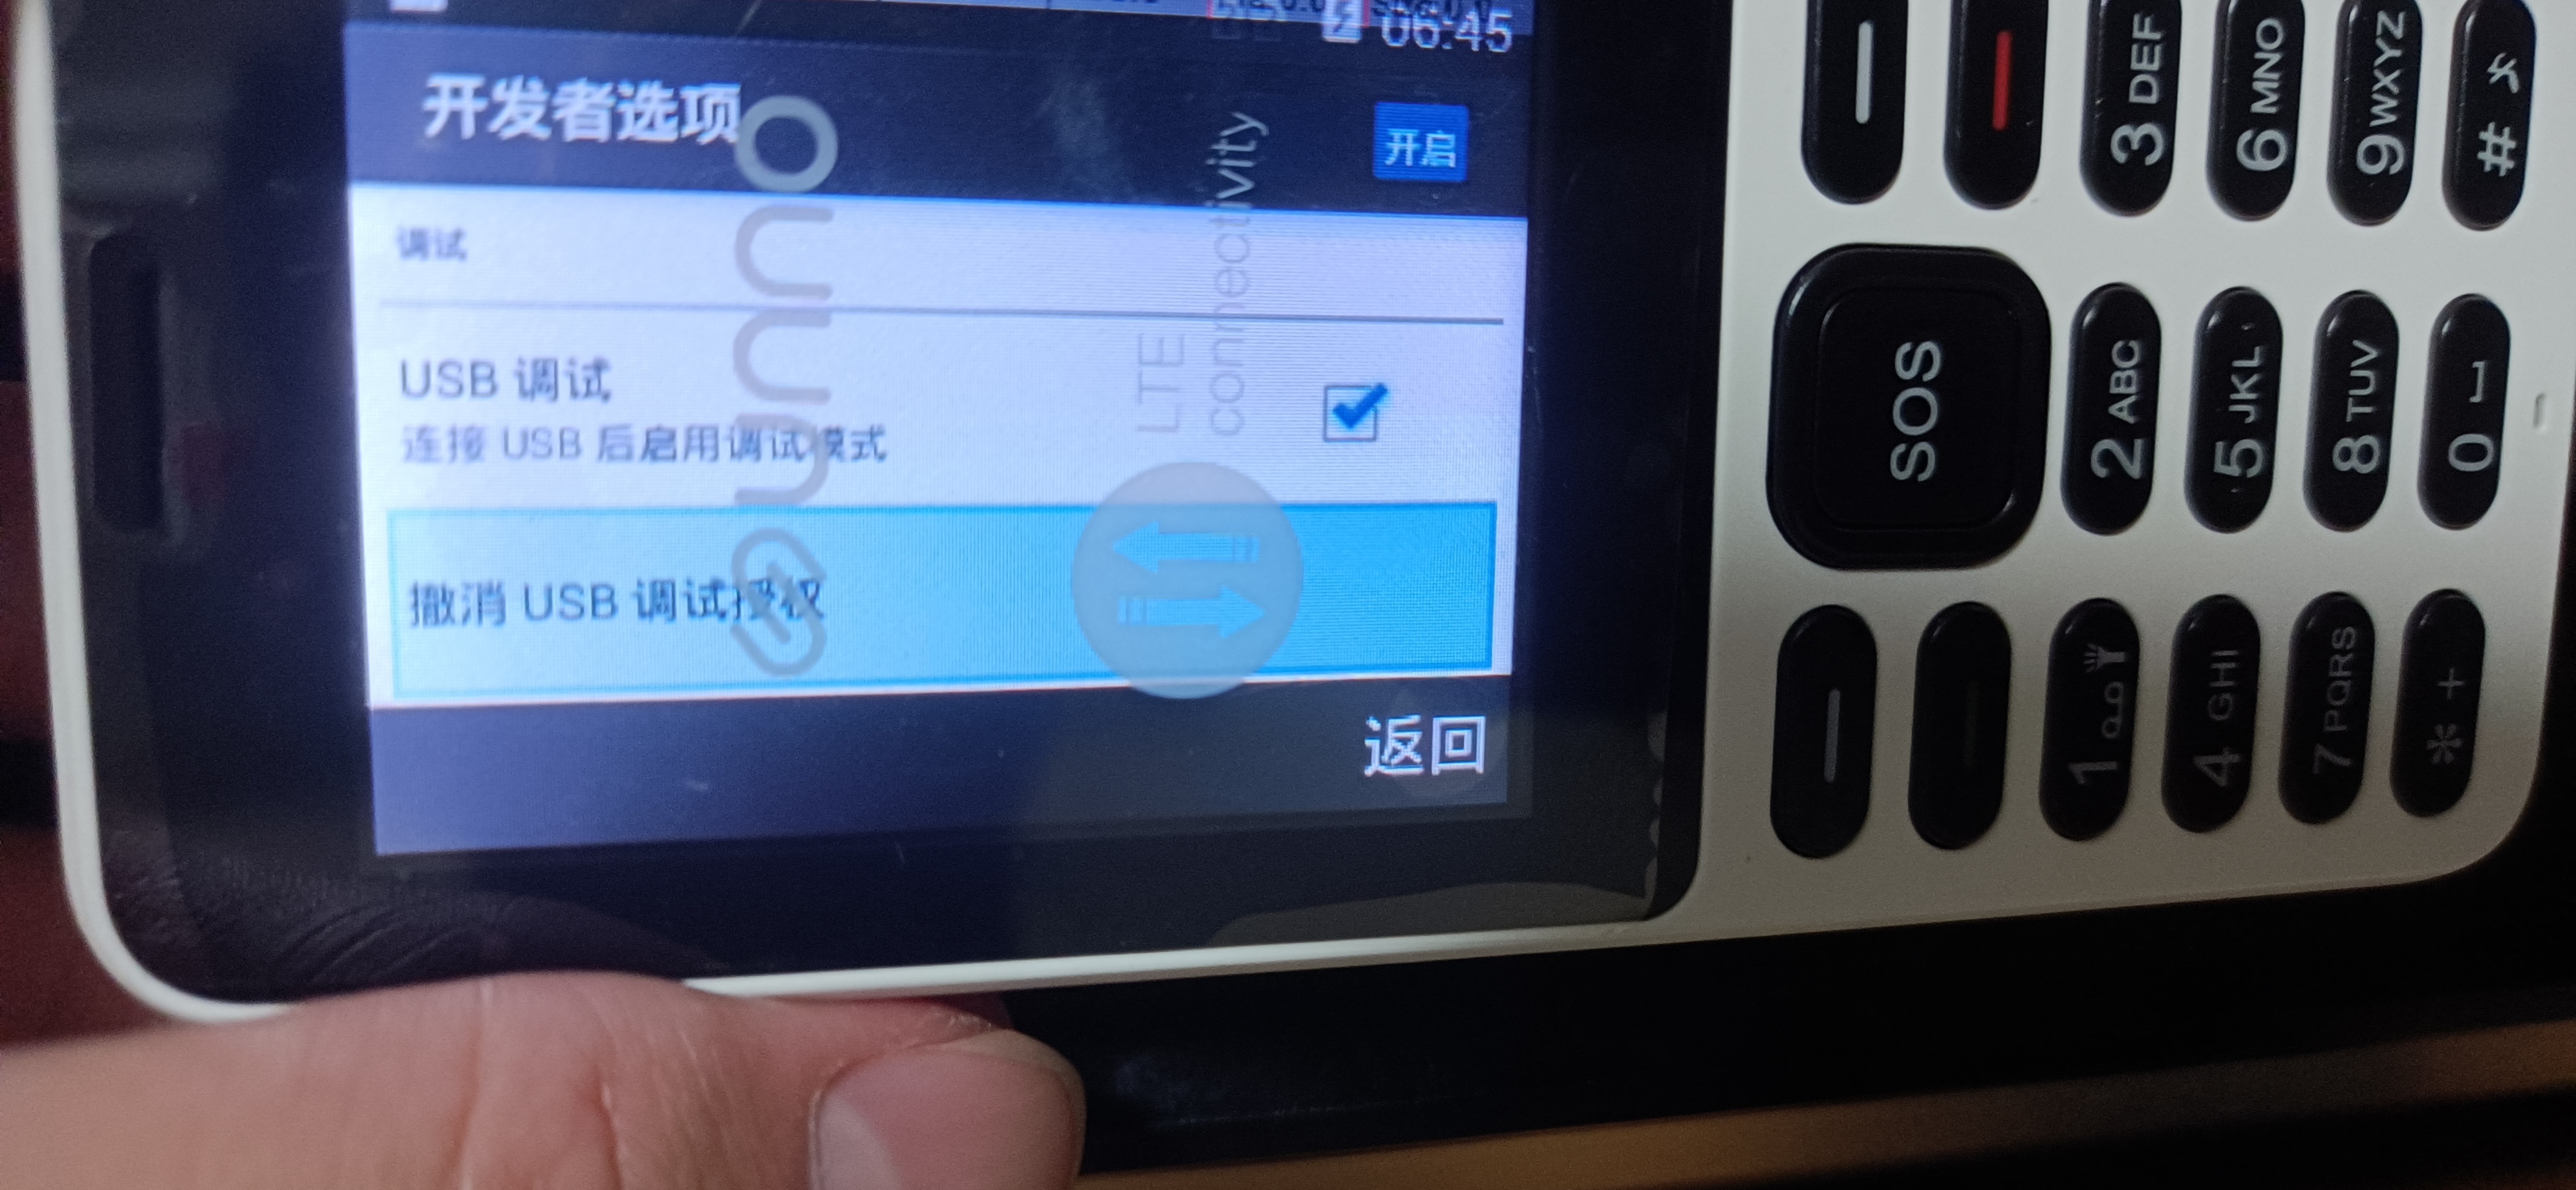 06:45
开发者选项
开启
调试
USB 调试
连接 USB 后启用调试模式
撤消 USB 调试授权
返回
LTE
connectivity
SOS
1
2 ABC
3 DEF
4 GHI
5 JKL
6 MNO
7 PQRS
8 TUV
9 WXYZ
* +
0
#